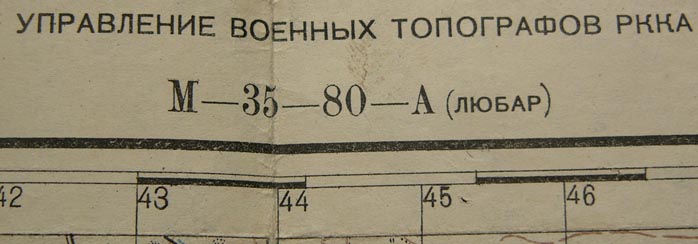 УПРАВЛЕНИЕ ВОЕННЫХ ТОПОГРАФОВ РККА
М—35—80—А (ЛЮБАР)
42 43 44 45 46